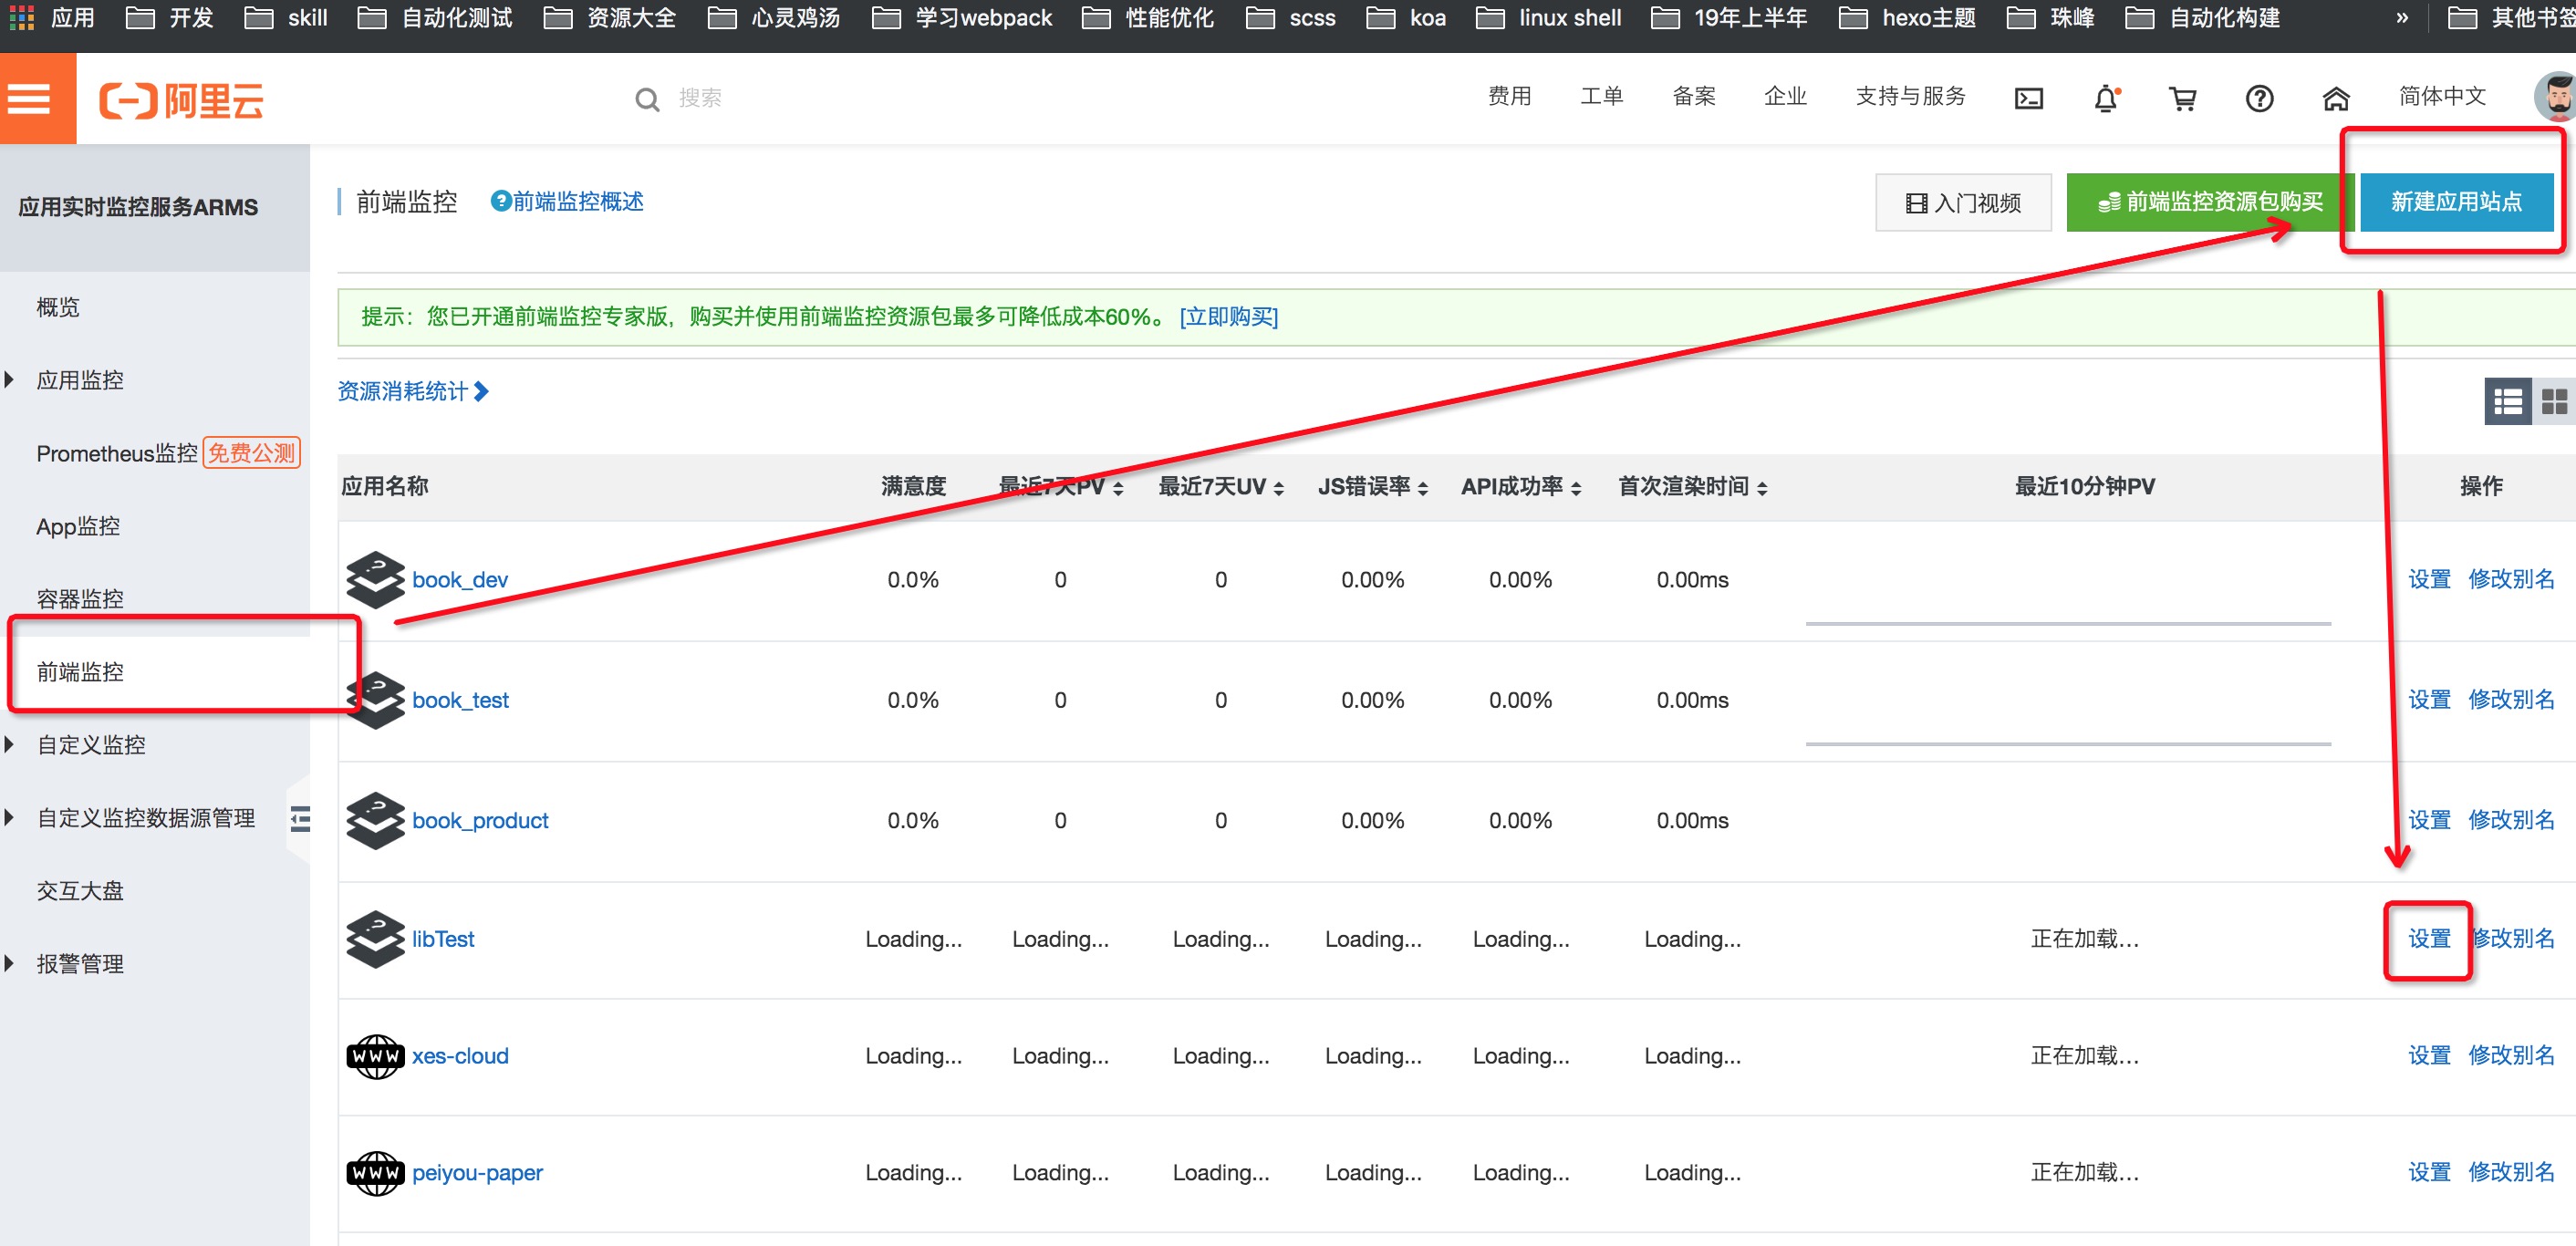 应用 开发 skill 自动化测试 资源大全 心灵鸡汤 学习webpack 性能优化 scss koa linux shell 19年上半年 hexo主题 珠峰 自动化构建 » 其他书签
阿里云 搜索 费用 工单 备案 企业 支持与服务 简体中文
应用实时监控服务ARMS
概览
应用监控
Prometheus监控 免费公测
App监控
容器监控
前端监控
自定义监控
自定义监控数据源管理
交互大盘
报警管理
前端监控 ?前端监控概述 入门视频 前端监控资源包购买 新建应用站点
提示：您已开通前端监控专家版，购买并使用前端监控资源包最多可降低成本60%。 [立即购买]
资源消耗统计
应用名称 满意度 最近7天PV 最近7天UV JS错误率 API成功率 首次渲染时间 最近10分钟PV 操作
book_dev 0.0% 0 0 0.00% 0.00% 0.00ms 设置 修改别名
book_test 0.0% 0 0 0.00% 0.00% 0.00ms 设置 修改别名
book_product 0.0% 0 0 0.00% 0.00% 0.00ms 设置 修改别名
libTest Loading... Loading... Loading... Loading... Loading... Loading... 正在加载... 设置 修改别名
WWW xes-cloud Loading... Loading... Loading... Loading... Loading... Loading... 正在加载... 设置 修改别名
WWW peiyou-paper Loading... Loading... Loading... Loading... Loading... Loading... 正在加载... 设置 修改别名